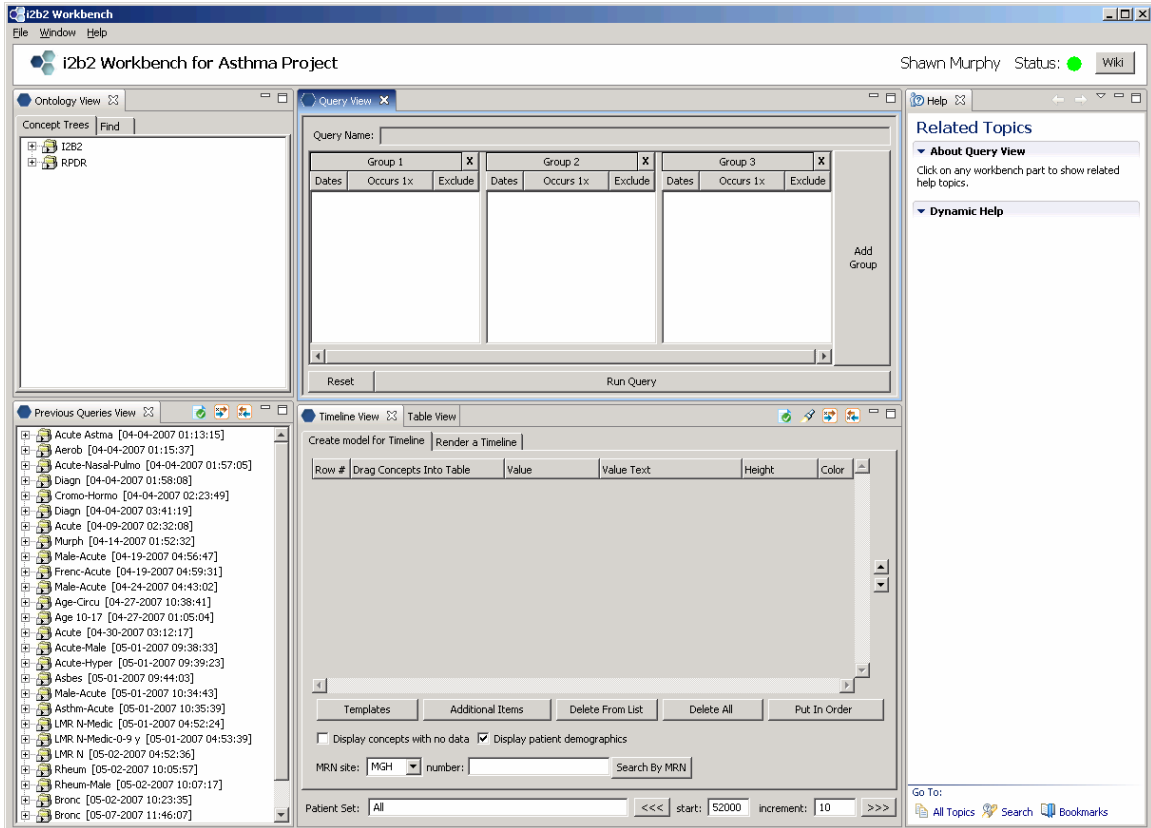 i2b2 Workbench
File Window Help
i2b2 Workbench for Asthma Project
Shawn Murphy Status: Wiki
Ontology View
Concept Trees Find
I2B2
RPDR
Query View
Query Name:
Group 1 X Group 2 X Group 3 X
Dates Occurs 1x Exclude Dates Occurs 1x Exclude Dates Occurs 1x Exclude
Add
Group
Reset Run Query
Help
Related Topics
About Query View
Click on any workbench part to show related
help topics.
Dynamic Help
Previous Queries View
Acute Astma [04-04-2007 01:13:15]
Aerob [04-04-2007 01:15:37]
Acute-Nasal-Pulmo [04-04-2007 01:57:05]
Diagn [04-04-2007 01:58:08]
Cromo-Hormo [04-04-2007 02:23:49]
Diagn [04-04-2007 03:41:19]
Acute [04-09-2007 02:32:08]
Murph [04-14-2007 01:52:32]
Male-Acute [04-19-2007 04:56:47]
Frenc-Acute [04-19-2007 04:59:31]
Male-Acute [04-24-2007 04:43:02]
Age-Circu [04-27-2007 10:38:41]
Age 10-17 [04-27-2007 01:05:04]
Acute [04-30-2007 03:12:17]
Acute-Male [05-01-2007 09:38:33]
Acute-Hyper [05-01-2007 09:39:23]
Asbes [05-01-2007 09:44:03]
Male-Acute [05-01-2007 10:34:43]
Asthm-Acute [05-01-2007 10:35:39]
LMR N-Medic [05-01-2007 04:52:24]
LMR N-Medic-0-9 y [05-01-2007 04:53:39]
LMR N [05-02-2007 04:52:36]
Rheum [05-02-2007 10:05:57]
Rheum-Male [05-02-2007 10:07:17]
Bronc [05-02-2007 10:23:35]
Bronc [05-07-2007 11:46:07]
Timeline View Table View
Create model for Timeline Render a Timeline
Row # Drag Concepts Into Table Value Value Text Height Color
Templates Additional Items Delete From List Delete All Put In Order
Display concepts with no data Display patient demographics
MRN site: MGH number: Search By MRN
Patient Set: All <<< start: 52000 increment: 10 >>>
Go To:
All Topics Search Bookmarks